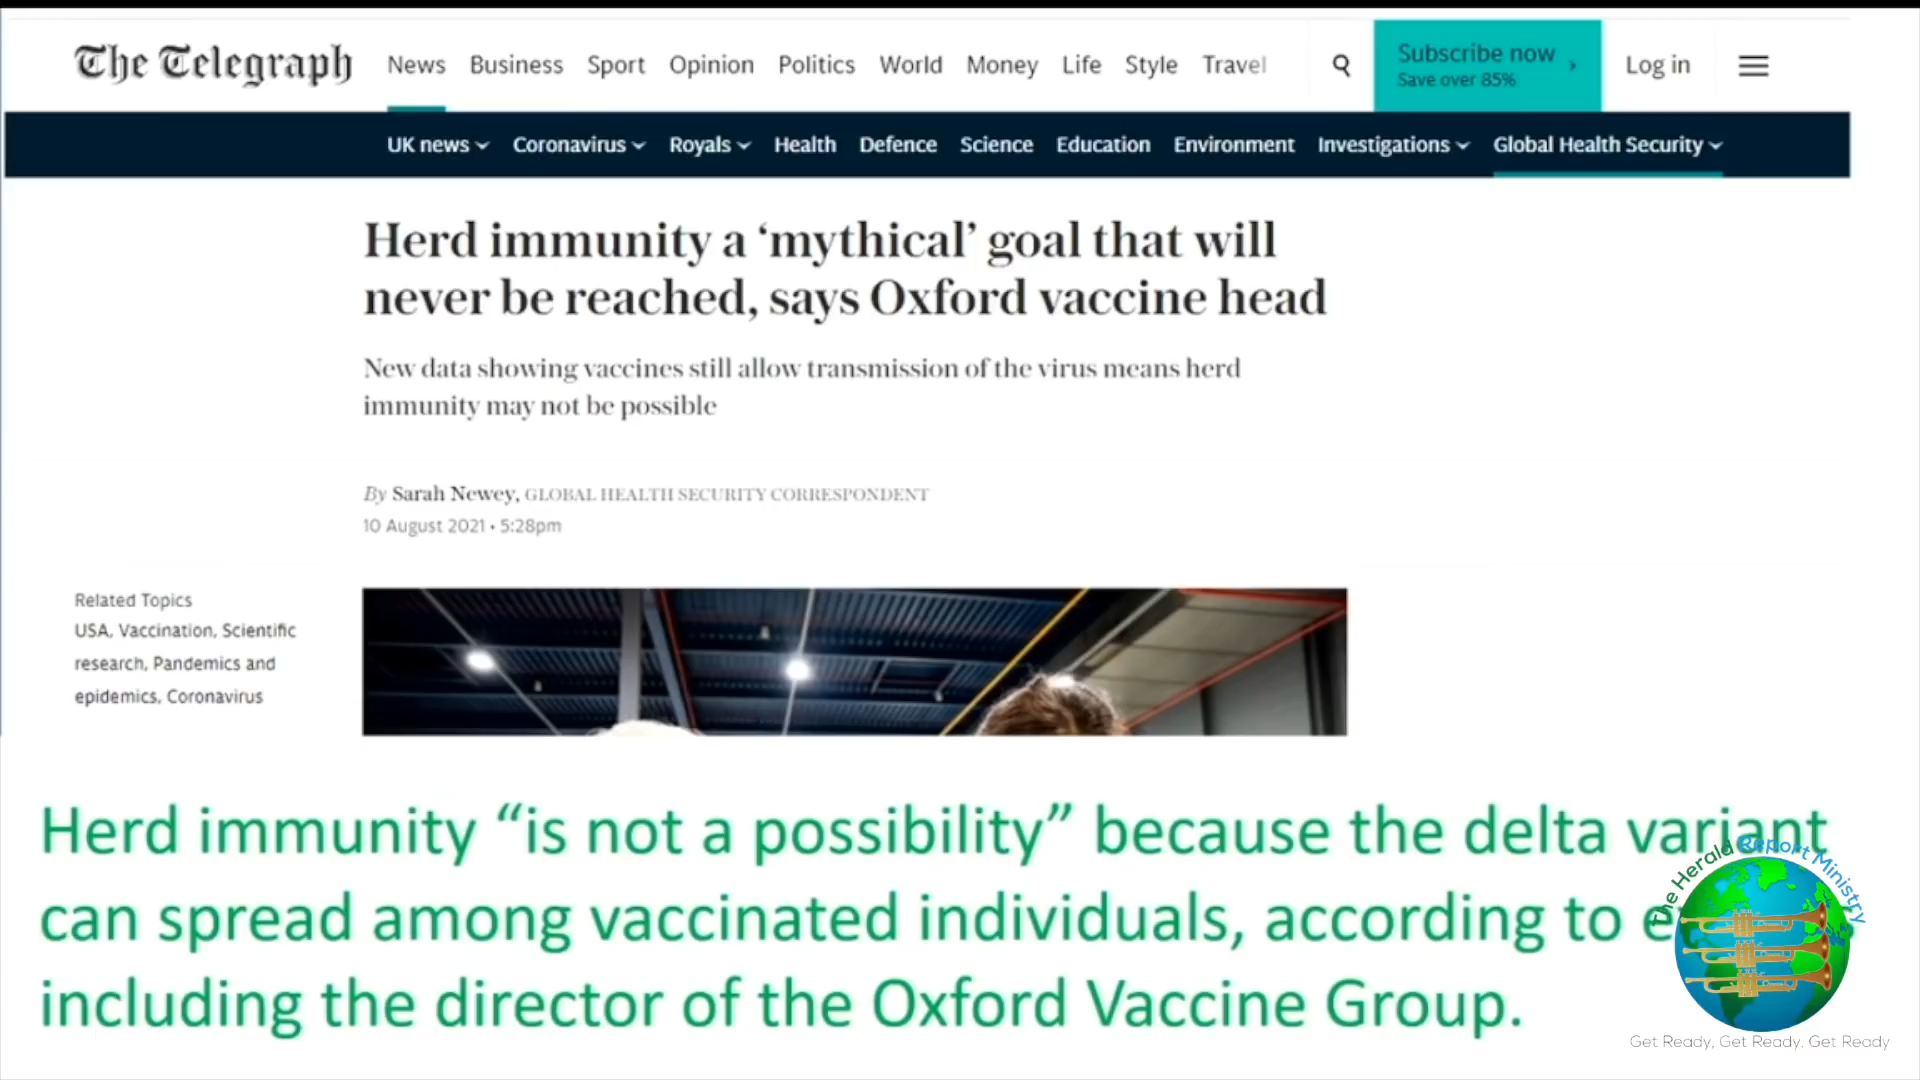 The Telegraph
News Business Sport Opinion Politics World Money Life Style Travel
Subscribe now
Save over 85%
Log in
UK news Coronavirus Royals Health Defence Science Education Environment Investigations Global Health Security
Herd immunity a ‘mythical’ goal that will
never be reached, says Oxford vaccine head
New data showing vaccines still allow transmission of the virus means herd
immunity may not be possible
By Sarah Newey, GLOBAL HEALTH SECURITY CORRESPONDENT
10 August 2021 • 5:28pm
Related Topics
USA, Vaccination, Scientific
research, Pandemics and
epidemics, Coronavirus
Herd immunity “is not a possibility” because the delta variant
can spread among vaccinated individuals, according to
including the director of the Oxford Vaccine Group.
The Herald Report Ministry
Get Ready, Get Ready. Get Ready